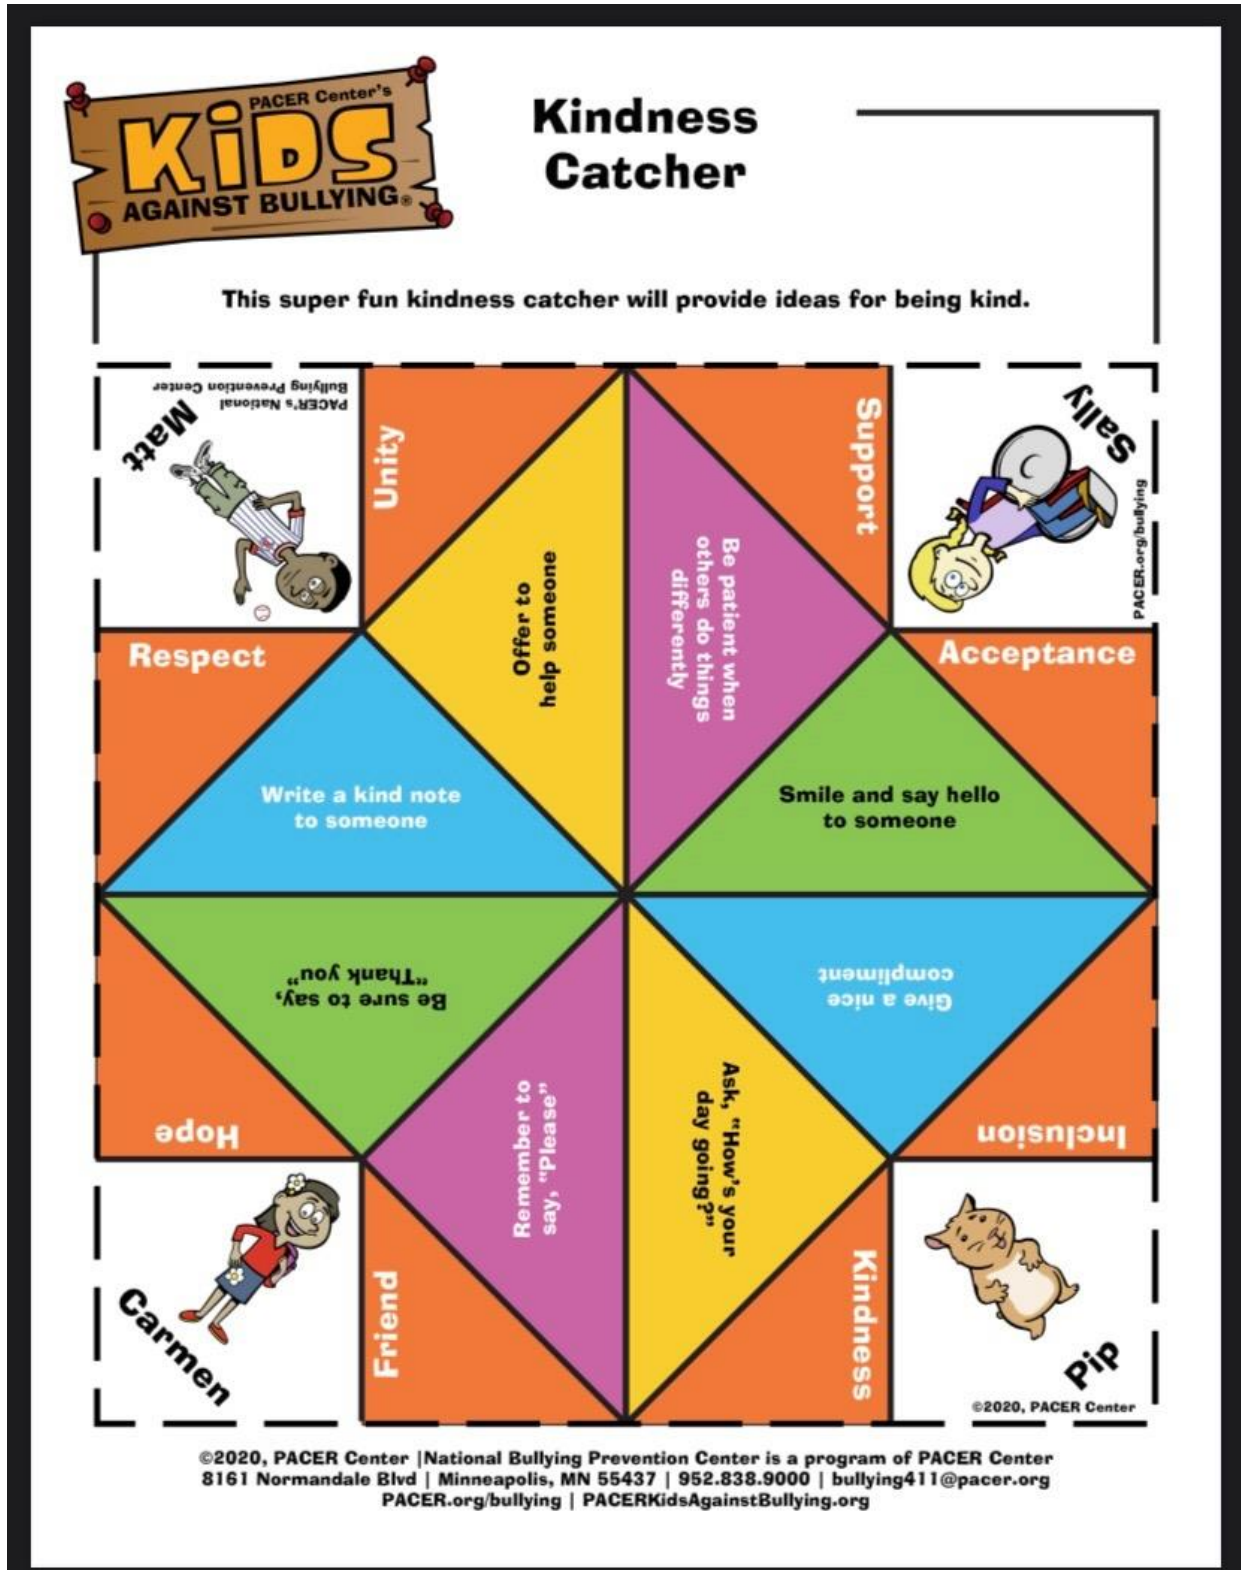 PACER Center's
KiDS
AGAINST BULLYING®
Kindness
Catcher
This super fun kindness catcher will provide ideas for being kind.
PACER's National
Bullying Prevention Center
Matt
Unity
Support
Sally
PACER.org/bullying
Offer to
help someone
Be patient when
others do things
differently
Respect
Acceptance
Write a kind note
to someone
Smile and say hello
to someone
Be sure to say,
"Thank you"
Give a nice
compliment
Remember to
say, "Please"
Ask, "How's your
day going?"
Hope
Inclusion
Carmen
Friend
Kindness
Pip
©2020, PACER Center
©2020, PACER Center |National Bullying Prevention Center is a program of PACER Center
8161 Normandale Blvd | Minneapolis, MN 55437 | 952.838.9000 | bullying411@pacer.org
PACER.org/bullying | PACERKidsAgainstBullying.org